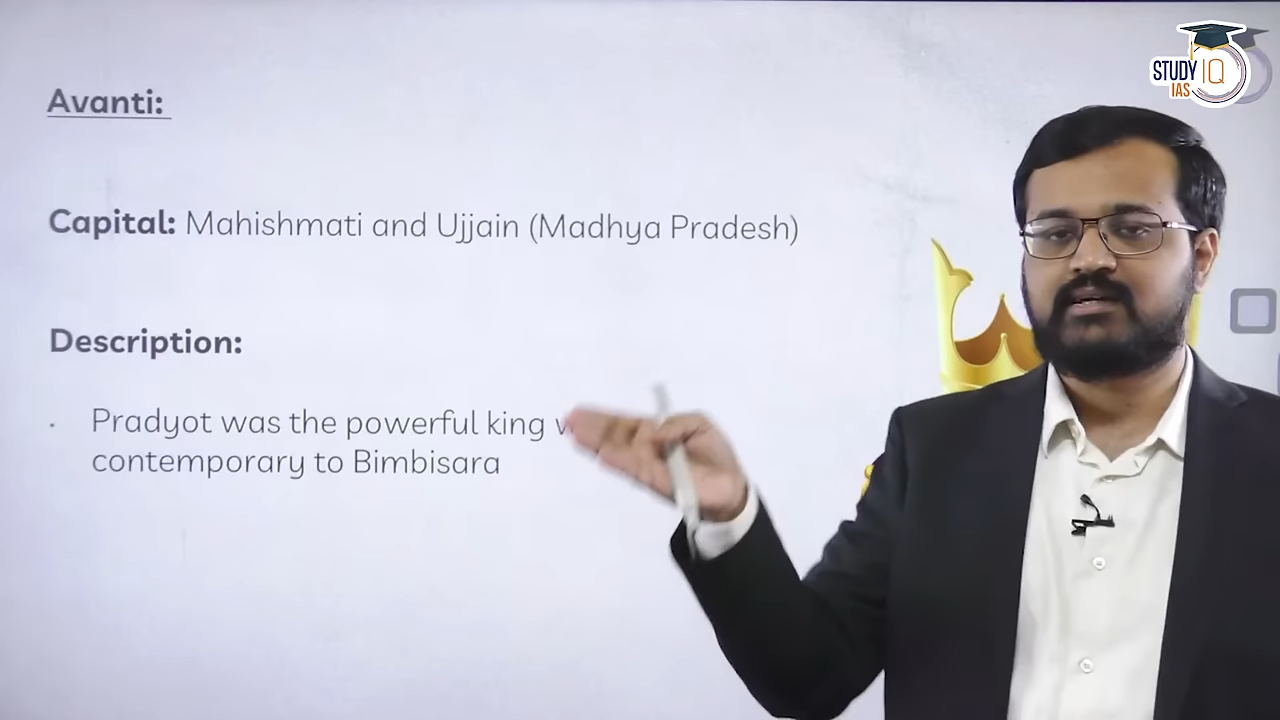 STUDY IQ
IAS
Avanti:
Capital: Mahishmati and Ujjain (Madhya Pradesh)
Description:
· Pradyot was the powerful king
contemporary to Bimbisara